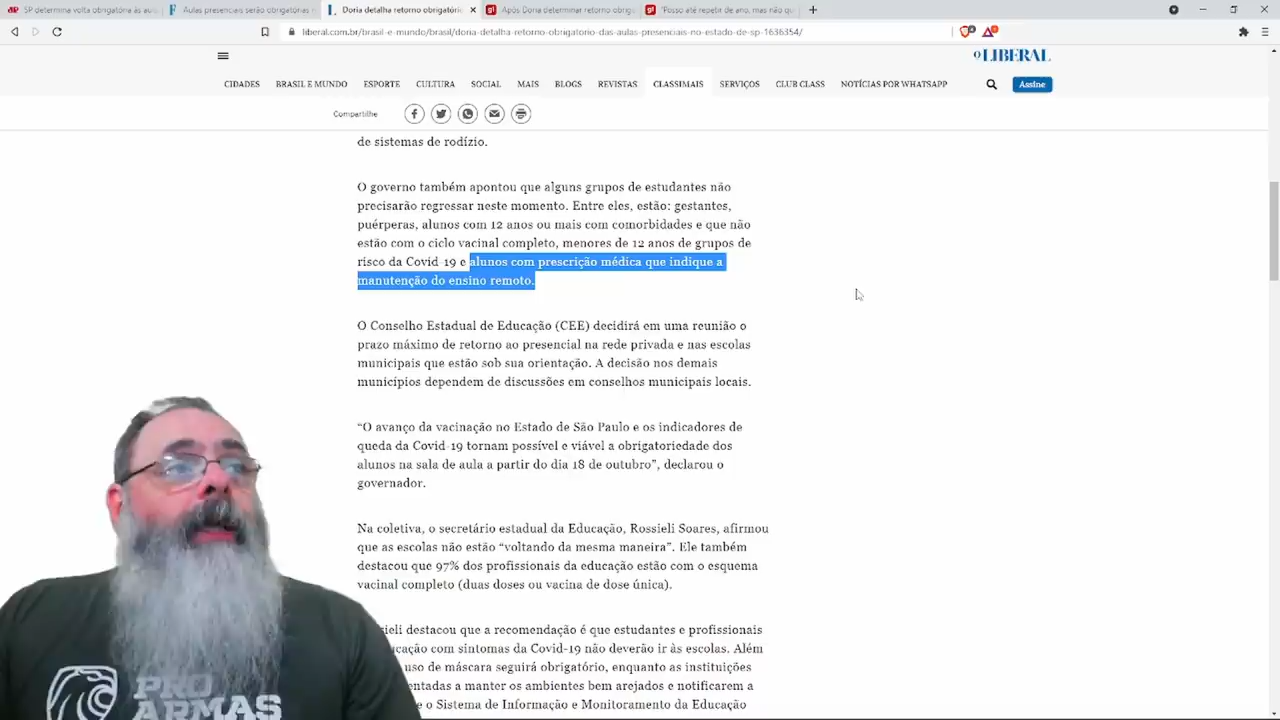 SP determina volta obrigatória às aul
Aulas presenciais serão obrigatórias n
Doria detalha retorno obrigatóri
Após Doria determinar retorno obrig
"Posso até repetir de ano, mas não qu
liberal.com.br/brasil-e-mundo/brasil/doria-detalha-retorno-obrigatorio-das-aulas-presenciais-no-estado-de-sp-1636354/
O LIBERAL
CIDADES BRASIL E MUNDO ESPORTE CULTURA SOCIAL MAIS BLOGS REVISTAS CLASSIMAIS SERVIÇOS CLUB CLASS NOTÍCIAS POR WHATSAPP Assine
Compartilhe
de sistemas de rodízio.
O governo também apontou que alguns grupos de estudantes não
precisarão regressar neste momento. Entre eles, estão: gestantes,
puérperas, alunos com 12 anos ou mais com comorbidades e que não
estão com o ciclo vacinal completo, menores de 12 anos de grupos de
risco da Covid-19 e alunos com prescrição médica que indique a
manutenção do ensino remoto.
O Conselho Estadual de Educação (CEE) decidirá em uma reunião o
prazo máximo de retorno ao presencial na rede privada e nas escolas
municipais que estão sob sua orientação. A decisão nos demais
municípios dependem de discussões em conselhos municipais locais.
“O avanço da vacinação no Estado de São Paulo e os indicadores de
queda da Covid-19 tornam possível e viável a obrigatoriedade dos
alunos na sala de aula a partir do dia 18 de outubro”, declarou o
governador.
Na coletiva, o secretário estadual da Educação, Rossieli Soares, afirmou
que as escolas não estão “voltando da mesma maneira”. Ele também
destacou que 97% dos profissionais da educação estão com o esquema
vacinal completo (duas doses ou vacina de dose única).
ieli destacou que a recomendação é que estudantes e profissionais
ucação com sintomas da Covid-19 não deverão ir às escolas. Além
uso de máscara seguirá obrigatório, enquanto as instituições
entadas a manter os ambientes bem arejados e notificarem a
e o Sistema de Informação e Monitoramento da Educação
PRO
ARMAS